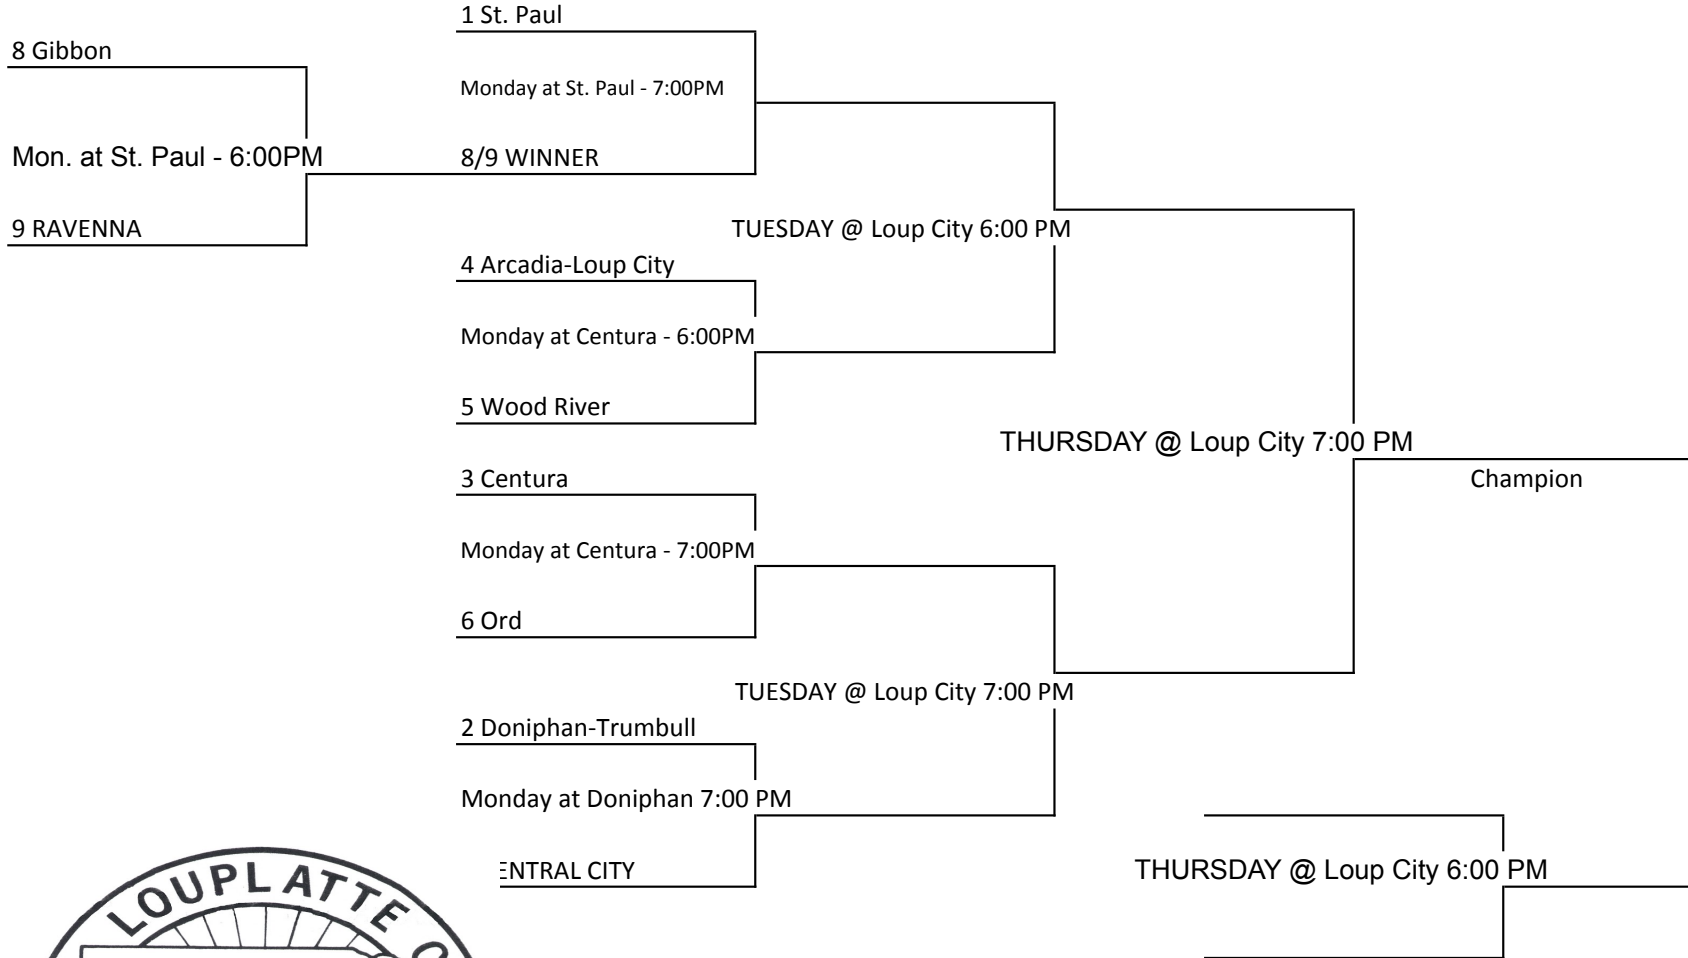 1 St. Paul
8 Gibbon
Monday at St. Paul - 7:00PM
Mon. at St. Paul - 6:00PM
8/9 WINNER
9 RAVENNA
TUESDAY @ Loup City 6:00 PM
4 Arcadia-Loup City
Monday at Centura - 6:00PM
5 Wood River
THURSDAY @ Loup City 7:00 PM
3 Centura
Champion
Monday at Centura - 7:00PM
6 Ord
TUESDAY @ Loup City 7:00 PM
2 Doniphan-Trumbull
Monday at Doniphan 7:00 PM
ENTRAL CITY
THURSDAY @ Loup City 6:00 PM
LOUPLATTE